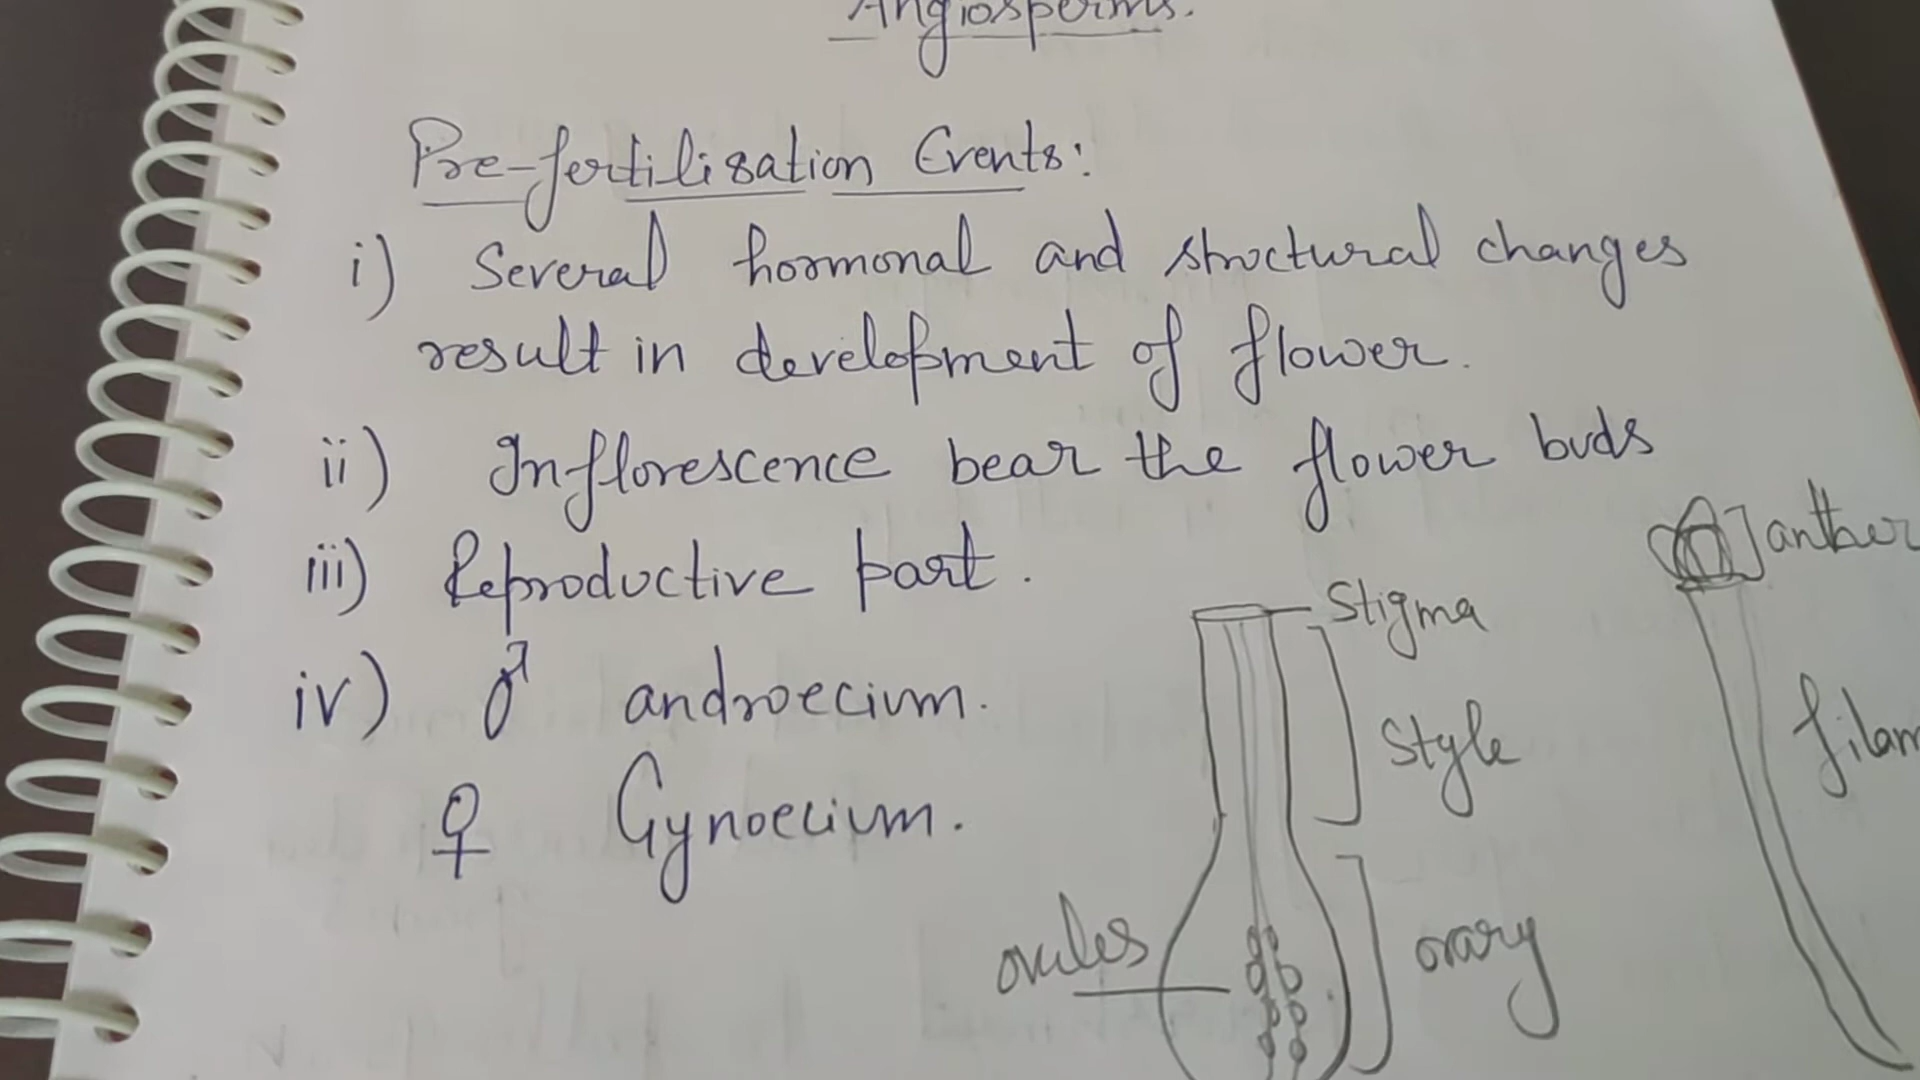 Angiosperms.
Pre-fertilisation Events:
i) Several hormonal and structural changes
result in development of flower.
ii) Inflorescence bear the flower buds
iii) Reproductive part.
iv) ♂ androecium.
♀ Gynoecium.
Stigma
Style
ovary
ovules
anther
filam